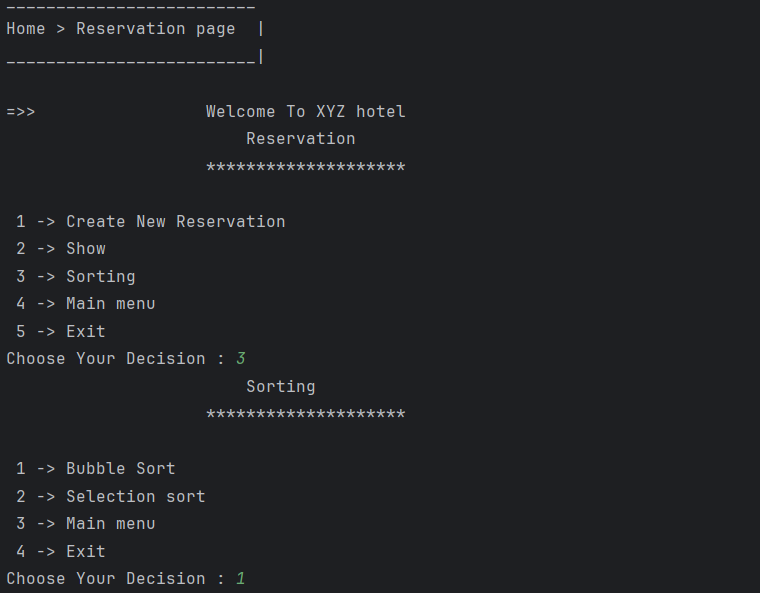 _________________________
Home > Reservation page  |
_________________________|
=>>                 Welcome To XYZ hotel
                        Reservation
                    ********************
 1 -> Create New Reservation
 2 -> Show
 3 -> Sorting
 4 -> Main menu
 5 -> Exit
Choose Your Decision : 3
                        Sorting
                    ********************
 1 -> Bubble Sort
 2 -> Selection sort
 3 -> Main menu
 4 -> Exit
Choose Your Decision : 1